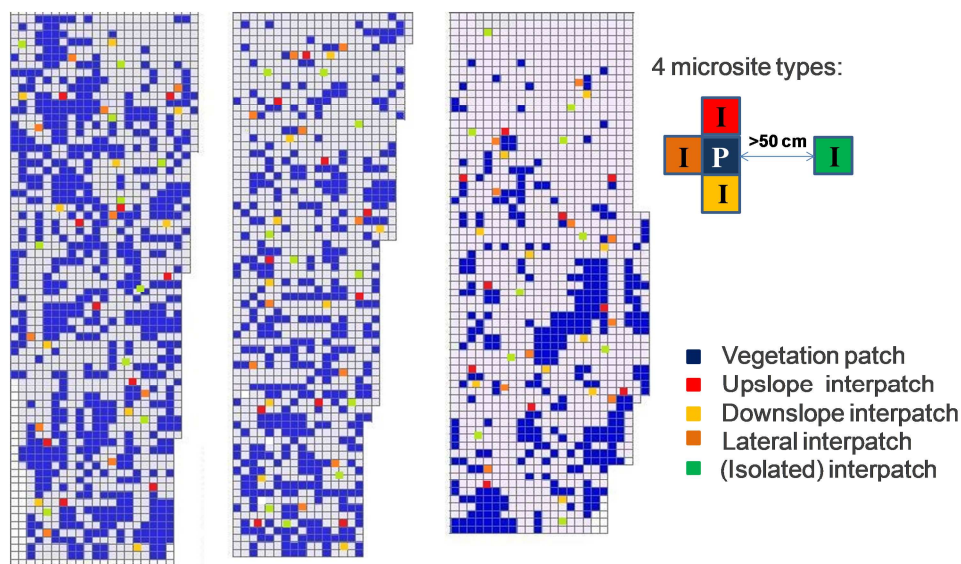 4 microsite types:
I
>50 cm
I P I
I
Vegetation patch
Upslope interpatch
Downslope interpatch
Lateral interpatch
(Isolated) interpatch